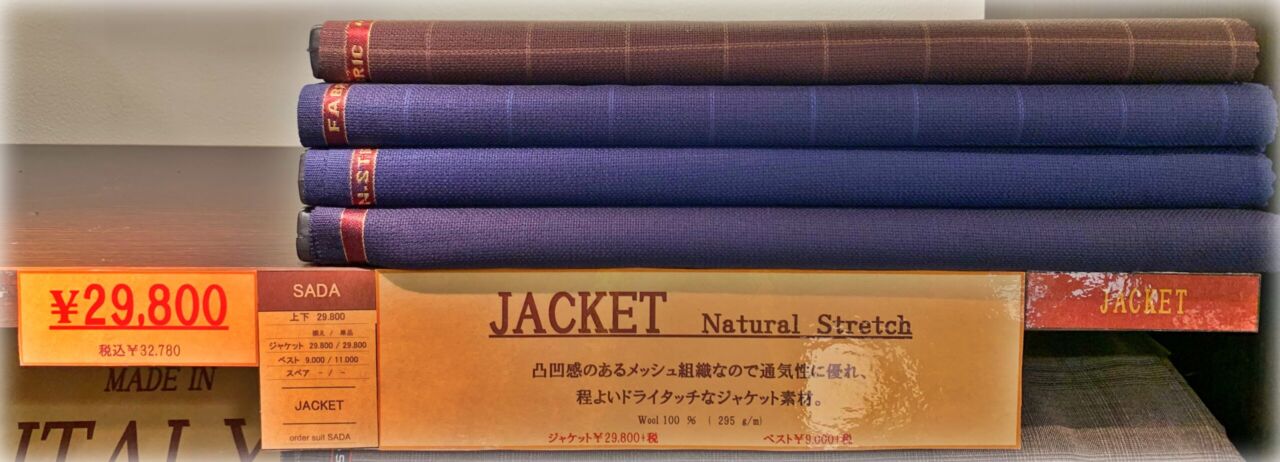 FABRIC
FAB
N-STR
¥29,800
税込¥32.780
MADE IN
ITALY
SADA
上下 29.800
揃え / 単品
ジャケット 29.800 / 29.800
ベスト 9.000 / 11.000
スペア - / -
JACKET
order suit SADA
JACKET Natural Stretch
凸凹感のあるメッシュ組織なので通気性に優れ、
程よいドライタッチなジャケット素材。
Wool 100 % ( 295 g/m)
ジャケット¥29,800+税 ベスト¥9,000+税
JACKET